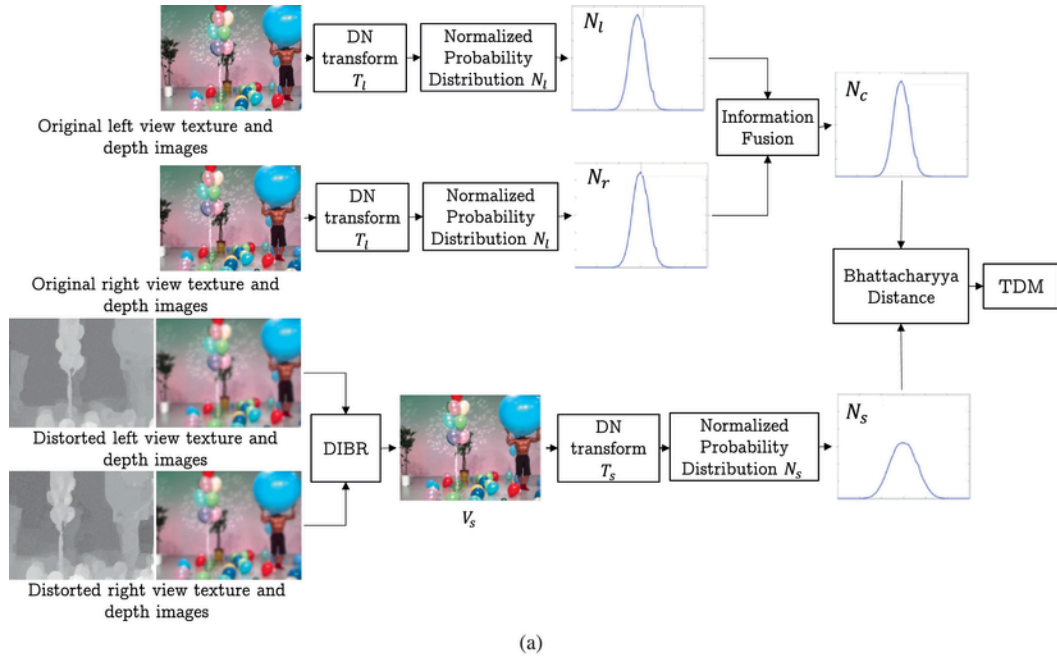 DN
transform
T_l
Normalized
Probability
Distribution N_l
N_l
Original left view texture and
depth images
Information
Fusion
N_c
DN
transform
T_l
Normalized
Probability
Distribution N_l
N_r
Original right view texture and
depth images
Bhattacharyya
Distance
TDM
Distorted left view texture and
depth images
DIBR
V_s
DN
transform
T_s
Normalized
Probability
Distribution N_s
N_s
Distorted right view texture and
depth images
(a)